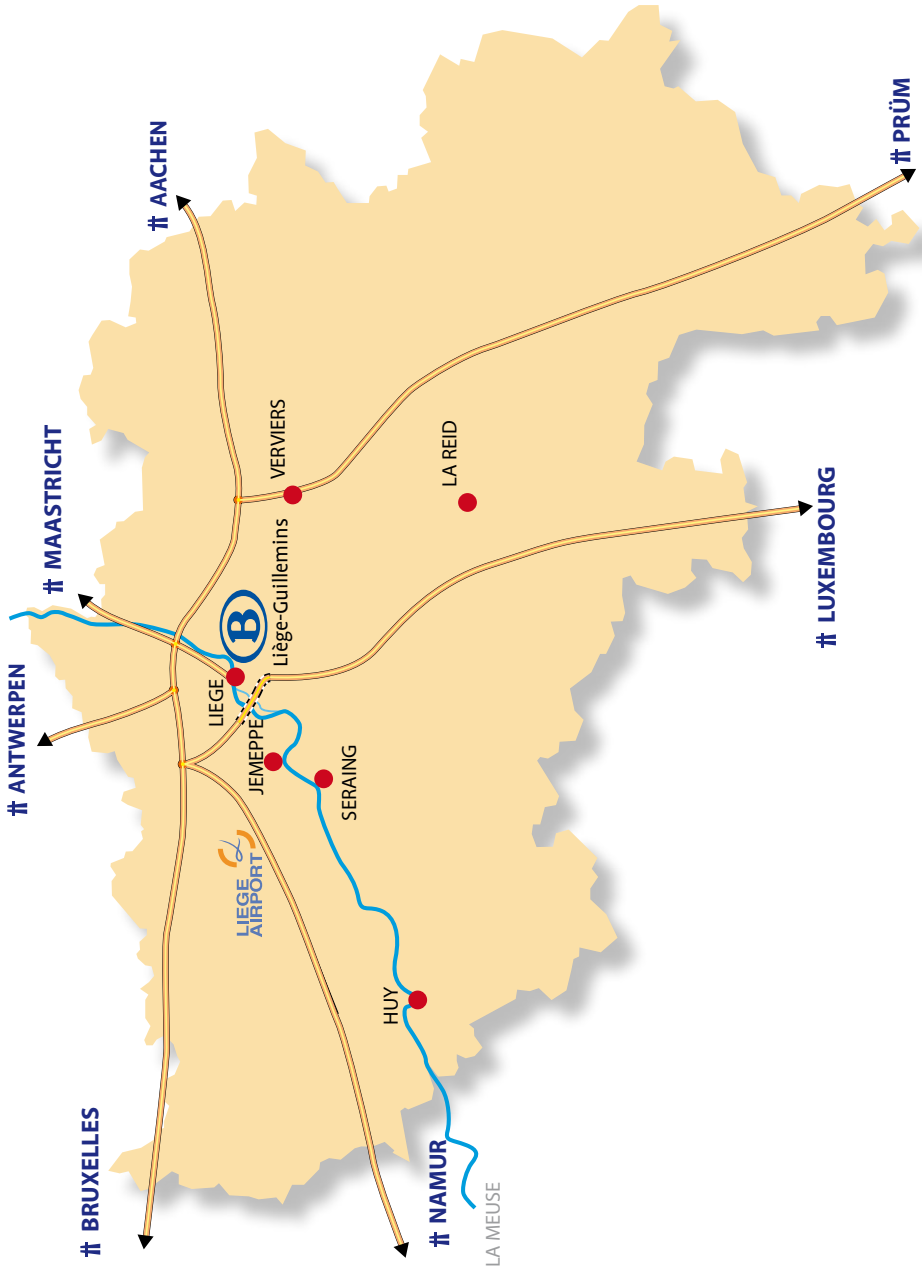 AACHEN
MAASTRICHT
ANTWERPEN
BRUXELLES
NAMUR
LUXEMBOURG
PRÜM
VERVIERS
LA REID
Liège-Guillemins
B
LIEGE
JEMEPPE
SERAING
LIEGE
AIRPORT
HUY
LA MEUSE